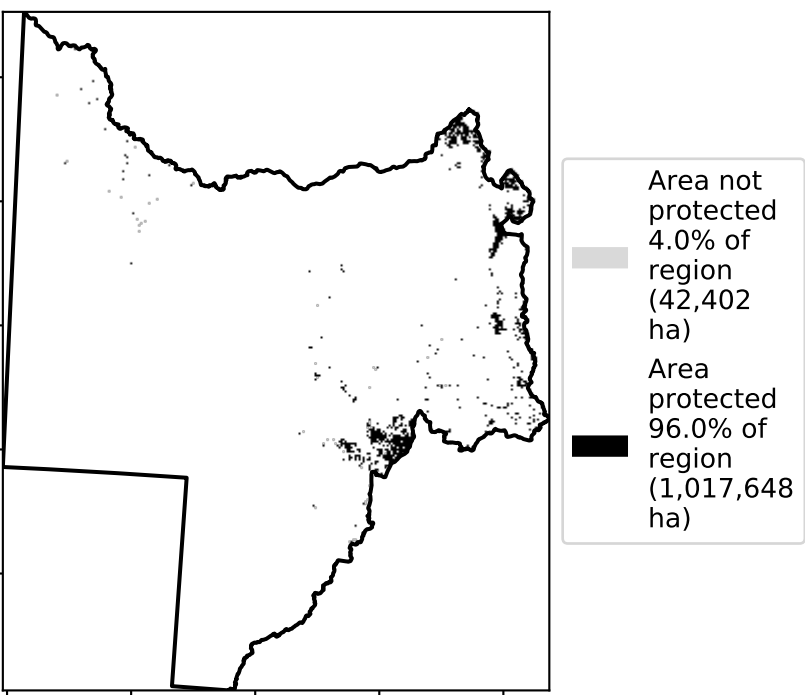 Area not
protected
4.0% of
region
(42,402
ha)
Area
protected
96.0% of
region
(1,017,648
ha)